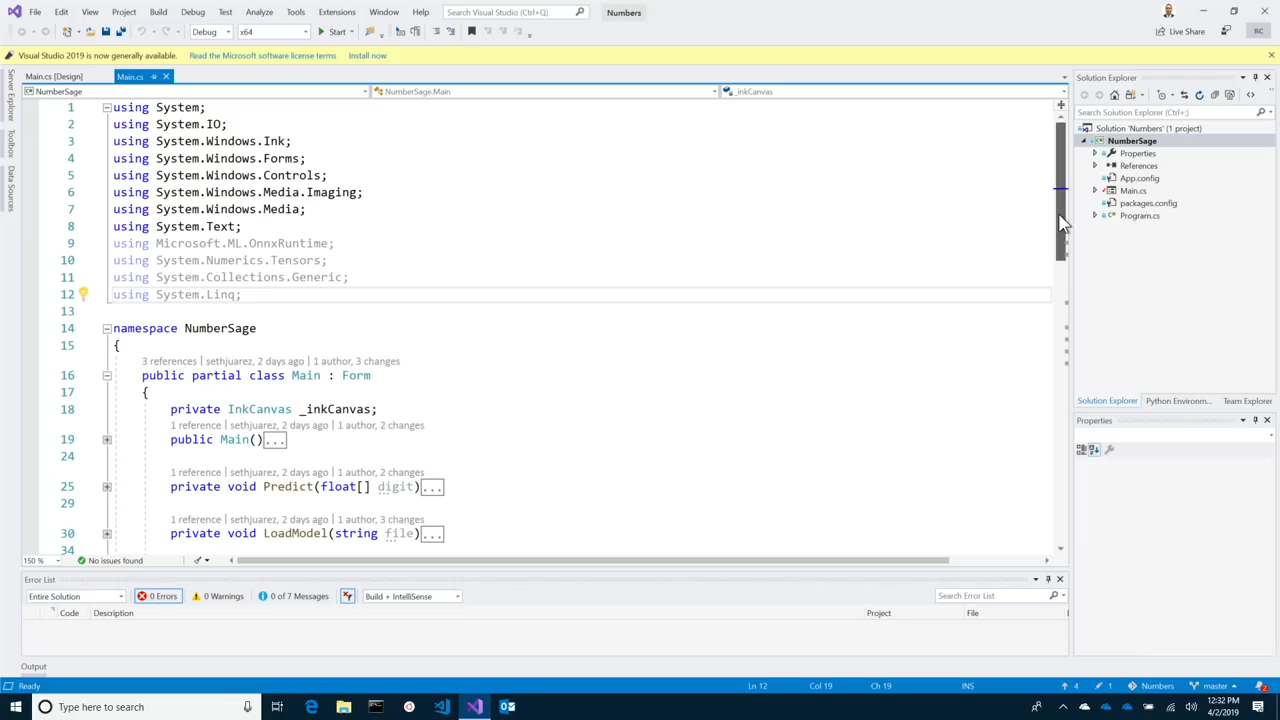 File Edit View Project Build Debug Test Analyze Tools Extensions Window Help Search Visual Studio (Ctrl+Q) Numbers
Debug x64 Start Live Share RC
Visual Studio 2019 is now generally available. Read the Microsoft software license terms Install now
Server Explorer
Toolbox
Data Sources
Main.cs [Design] Main.cs
NumberSage NumberSage.Main _inkCanvas
1 using System;
2 using System.IO;
3 using System.Windows.Ink;
4 using System.Windows.Forms;
5 using System.Windows.Controls;
6 using System.Windows.Media.Imaging;
7 using System.Windows.Media;
8 using System.Text;
9 using Microsoft.ML.OnnxRuntime;
10 using System.Numerics.Tensors;
11 using System.Collections.Generic;
12 using System.Linq;
13
14 namespace NumberSage
15 {
3 references | sethjuarez, 2 days ago | 1 author, 3 changes
16 public partial class Main : Form
17 {
18 private InkCanvas _inkCanvas;
1 reference | sethjuarez, 2 days ago | 1 author, 2 changes
19 public Main()...
24
1 reference | sethjuarez, 2 days ago | 1 author, 2 changes
25 private void Predict(float[] digit)...
29
1 reference | sethjuarez, 2 days ago | 1 author, 3 changes
30 private void LoadModel(string file)...
34
150 % No issues found
Error List
Entire Solution 0 Errors 0 Warnings 0 of 7 Messages Build + IntelliSense Search Error List
Code Description Project File
Output
Solution Explorer
Search Solution Explorer (Ctrl+;)
Solution 'Numbers' (1 project)
NumberSage
Properties
References
App.config
Main.cs
packages.config
Program.cs
Solution Explorer Python Environm... Team Explorer
Properties
Ready Ln 12 Col 19 Ch 19 INS 4 1 Numbers master 2
Type here to search 12:32 PM
4/2/2019